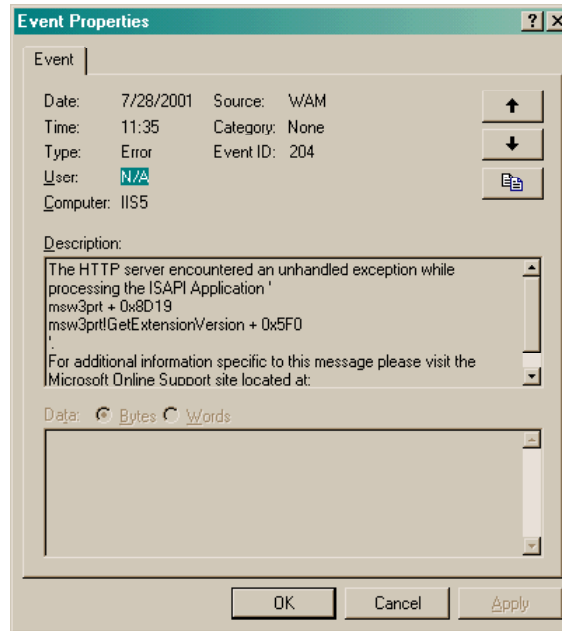 Event Properties
Event
Date: 7/28/2001 Source: WAM
Time: 11:35 Category: None
Type: Error Event ID: 204
User: N/A
Computer: IIS5
Description:
The HTTP server encountered an unhandled exception while
processing the ISAPI Application '
msw3prt + 0x8D19
msw3prt!GetExtensionVersion + 0x5F0
'.
For additional information specific to this message please visit the
Microsoft Online Support site located at:
Data: Bytes Words
OK Cancel Apply